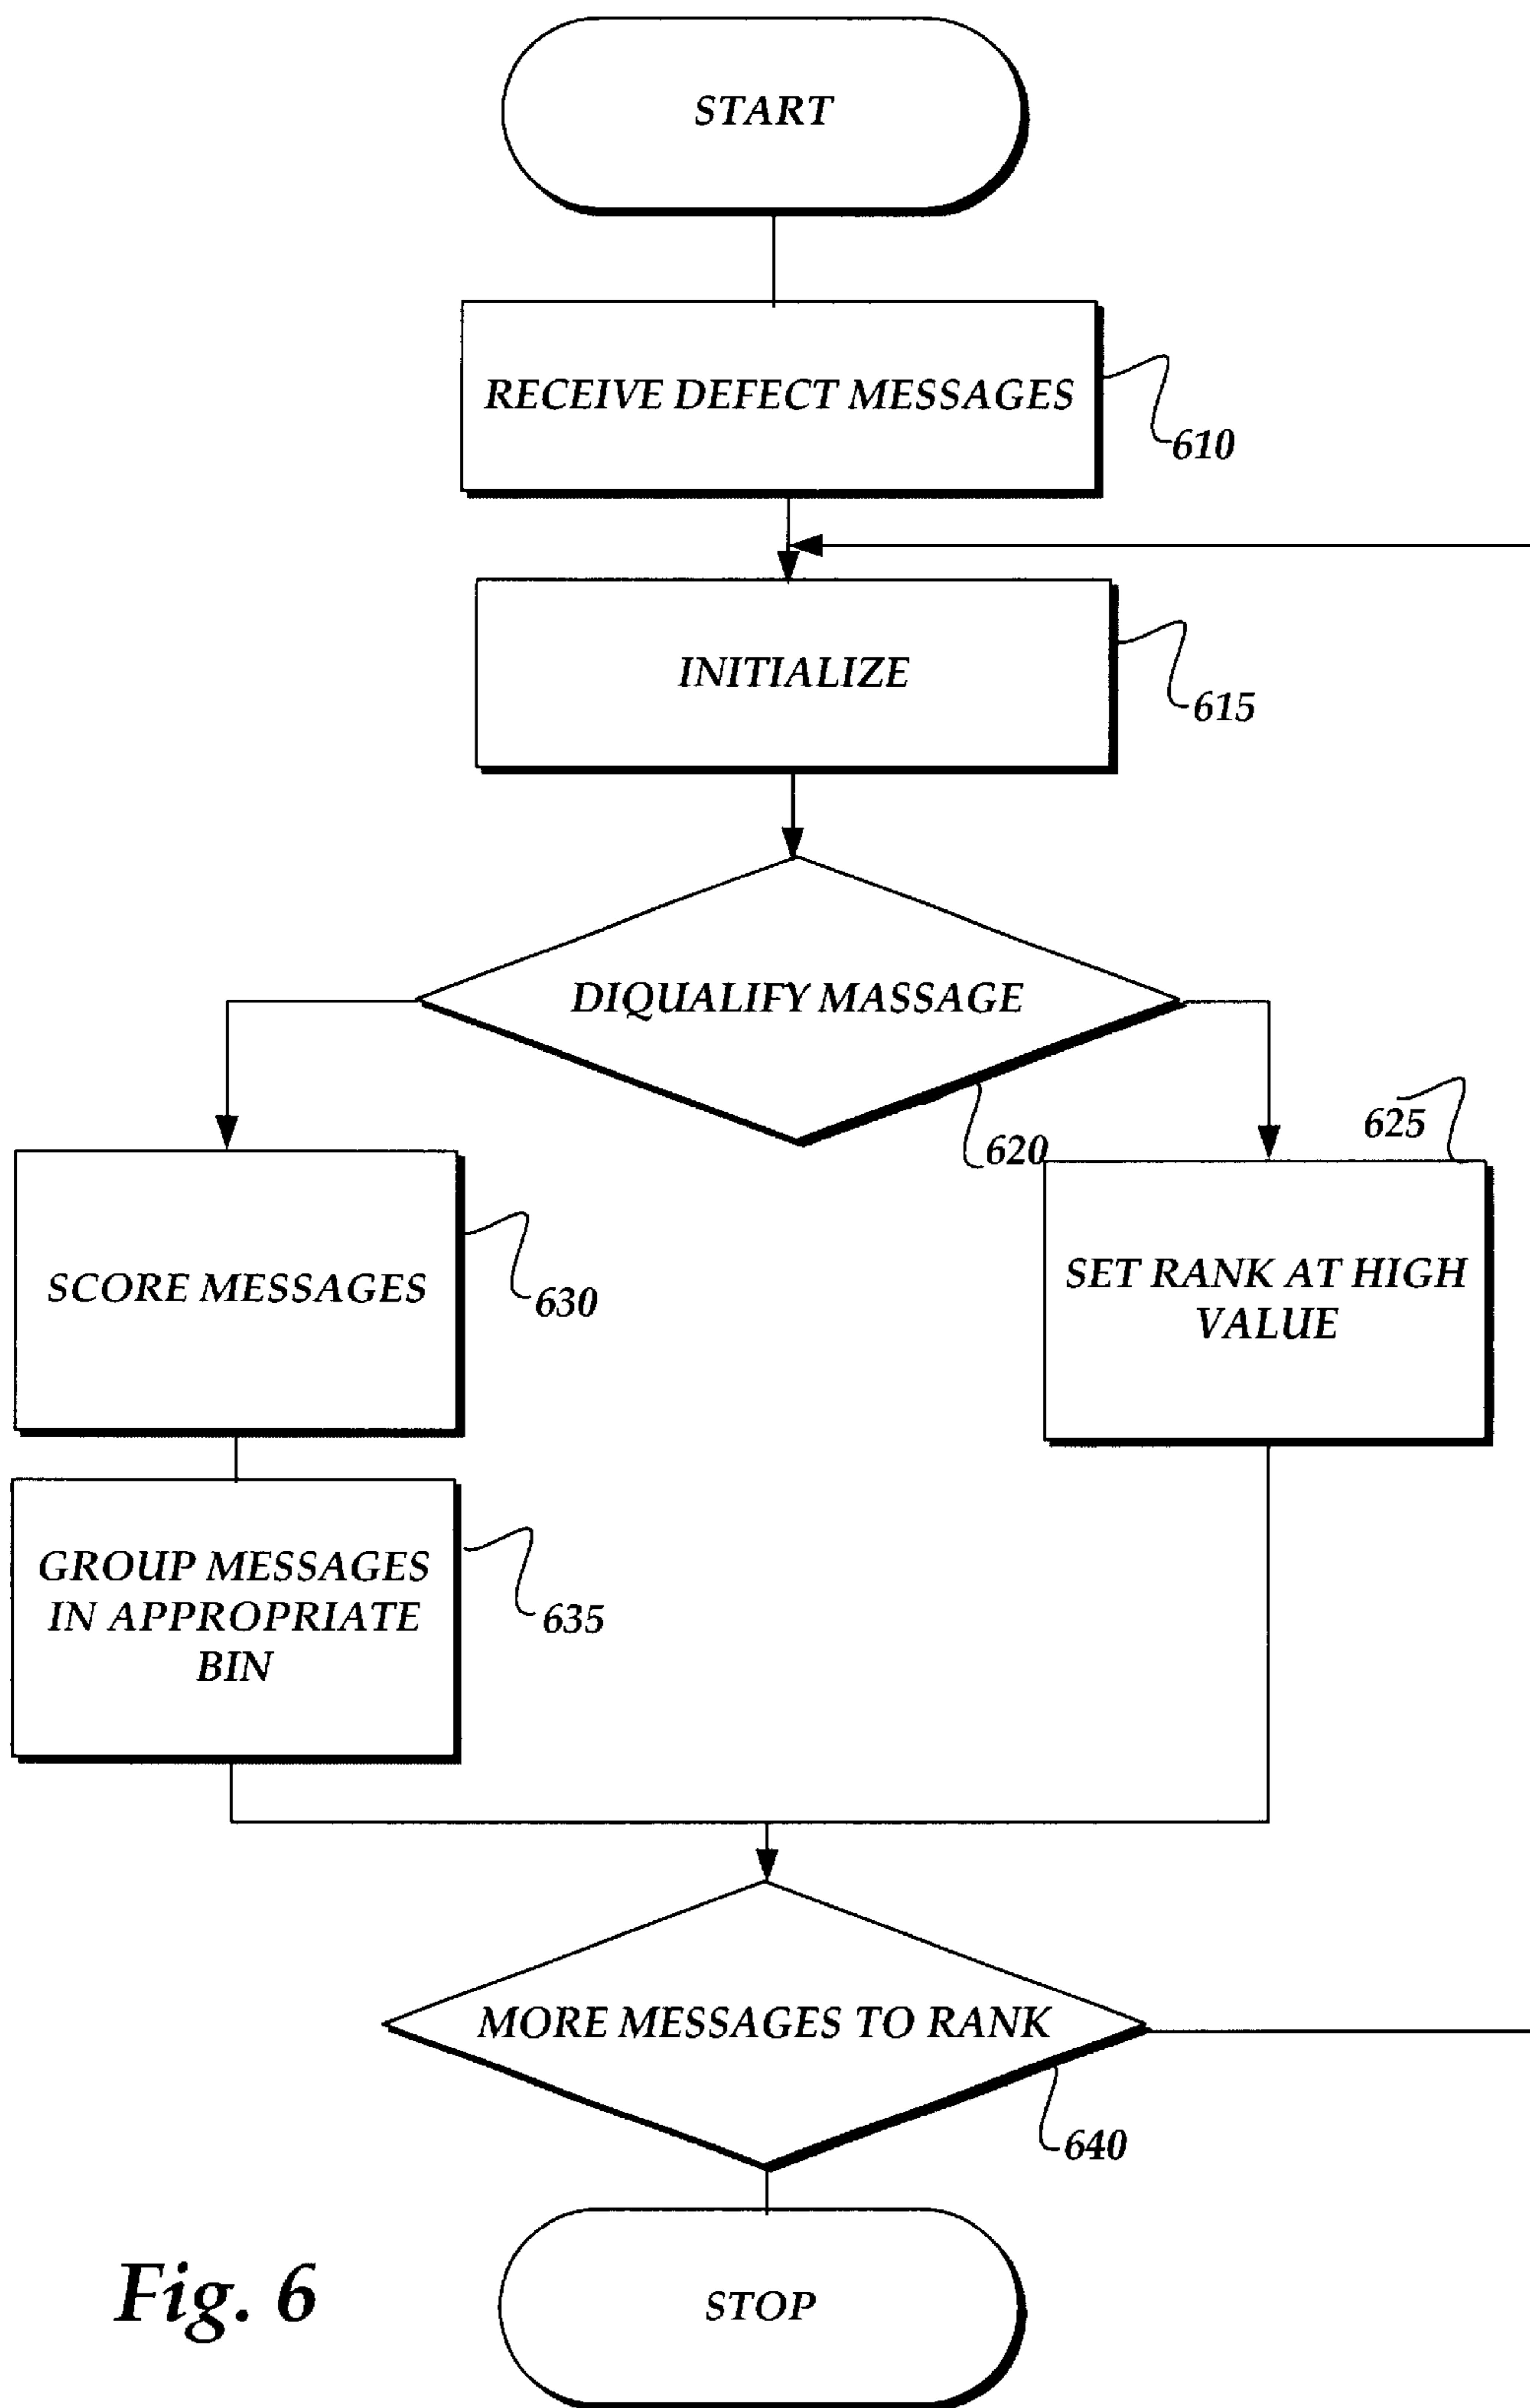 START
RECEIVE DEFECT MESSAGES
610
INITIALIZE
615
DIQUALIFY MASSAGE
620
625
SCORE MESSAGES
630
SET RANK AT HIGH
VALUE
GROUP MESSAGES
IN APPROPRIATE
BIN
635
MORE MESSAGES TO RANK
640
STOP
Fig. 6